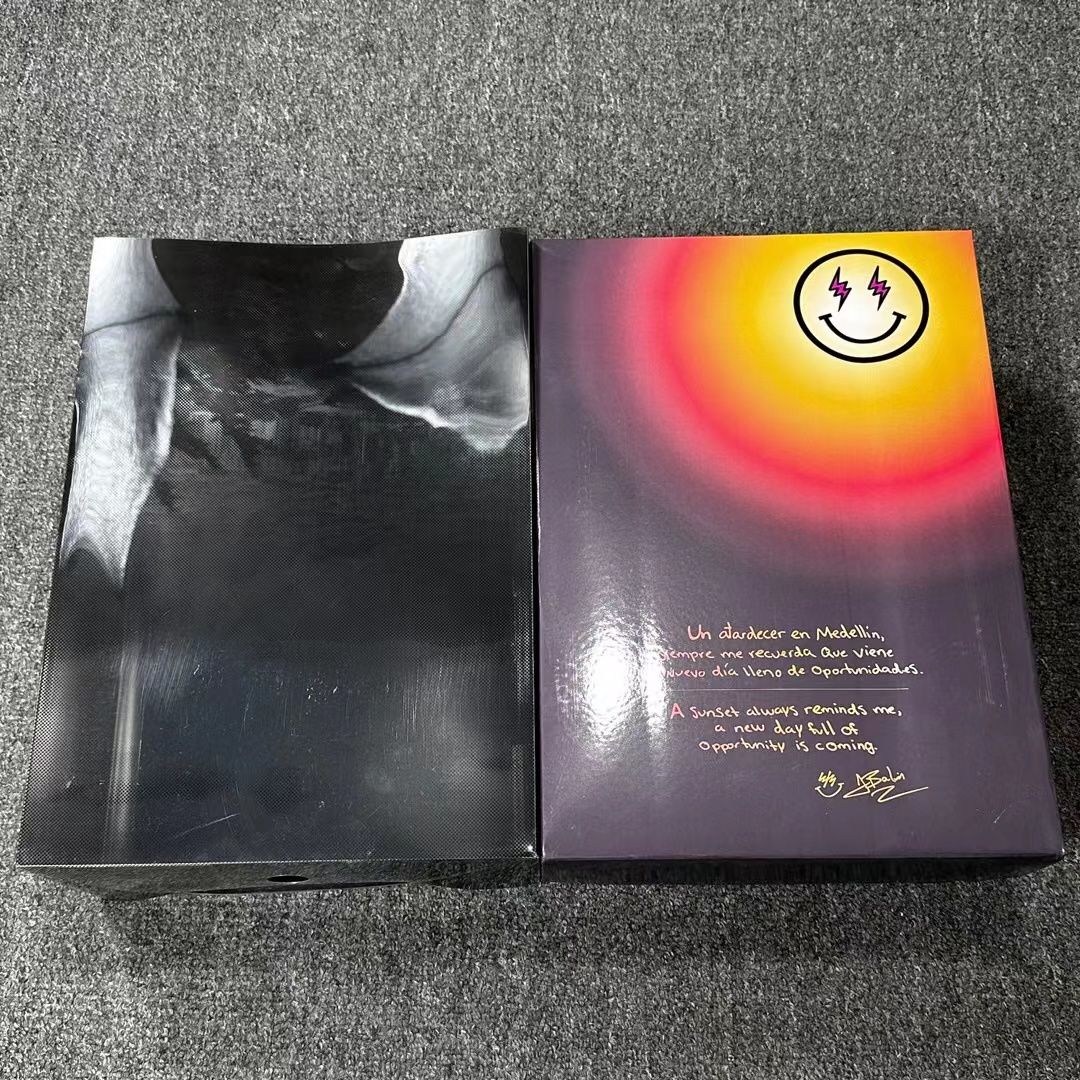 Un atardecer en Medellín,
siempre me recuerda que viene
nuevo día lleno de oportunidades.
A sunset always reminds me,
a new day full of
opportunity is coming.
JBalvin